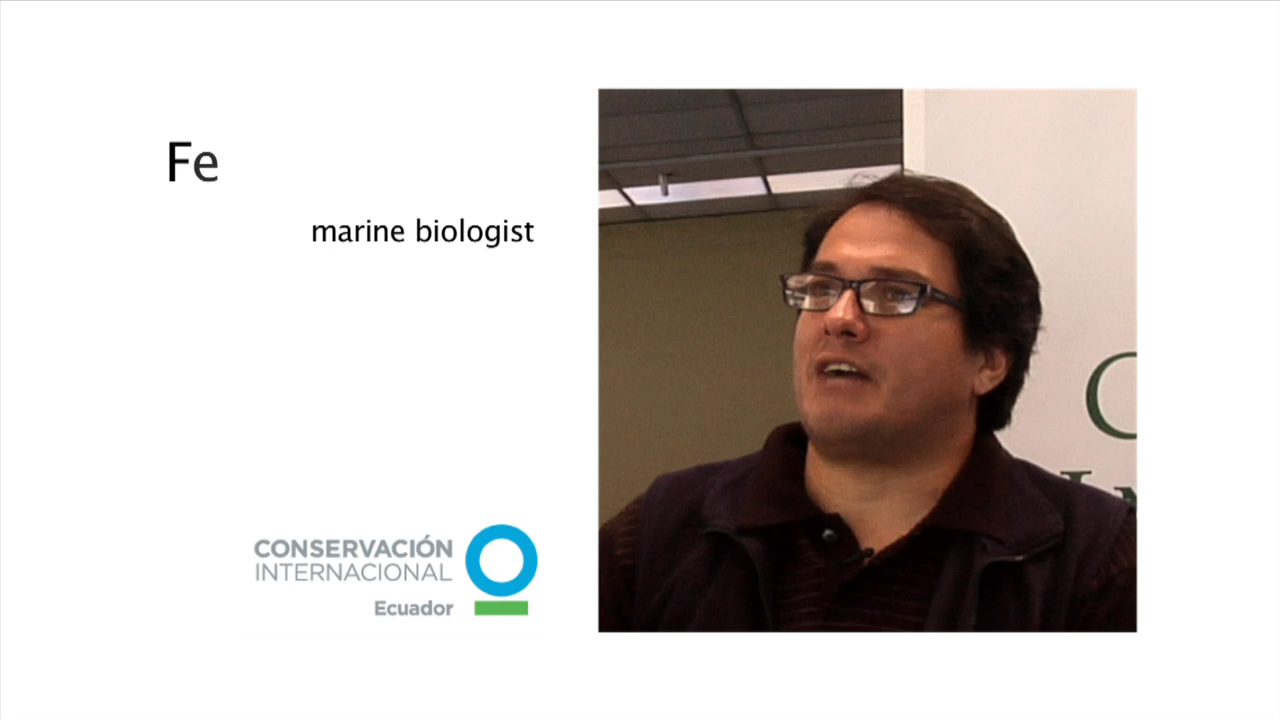 Fe
marine biologist
CONSERVACIÓN
INTERNACIONAL
Ecuador
C